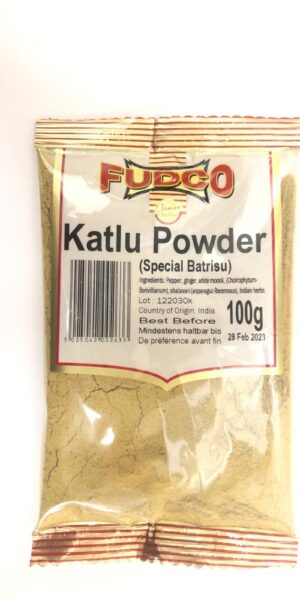 FUDCO
Katlu Powder
(Special Batrisu)
Ingredients: Pepper, ginger, white moosli, (Cholrophytum-
Borivillianum), shatavari (asparagus Racemosus), Indian herbs.
Lot : 122030k
Country of Origin: India
100g
Best Before
Mindestens haltbar bis
28 Feb 2023
De préférence avant fin